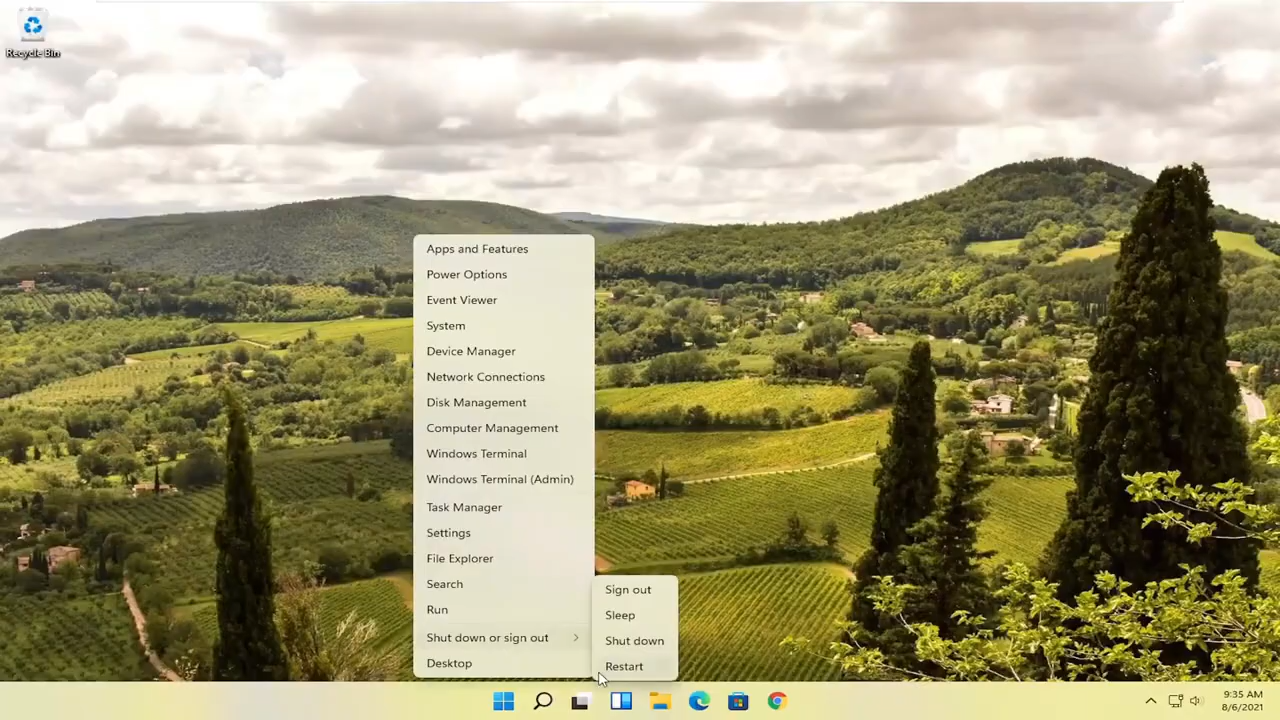 Recycle Bin
Apps and Features
Power Options
Event Viewer
System
Device Manager
Network Connections
Disk Management
Computer Management
Windows Terminal
Windows Terminal (Admin)
Task Manager
Settings
File Explorer
Search
Run
Shut down or sign out
Desktop
Sign out
Sleep
Shut down
Restart
9:35 AM
8/6/2021